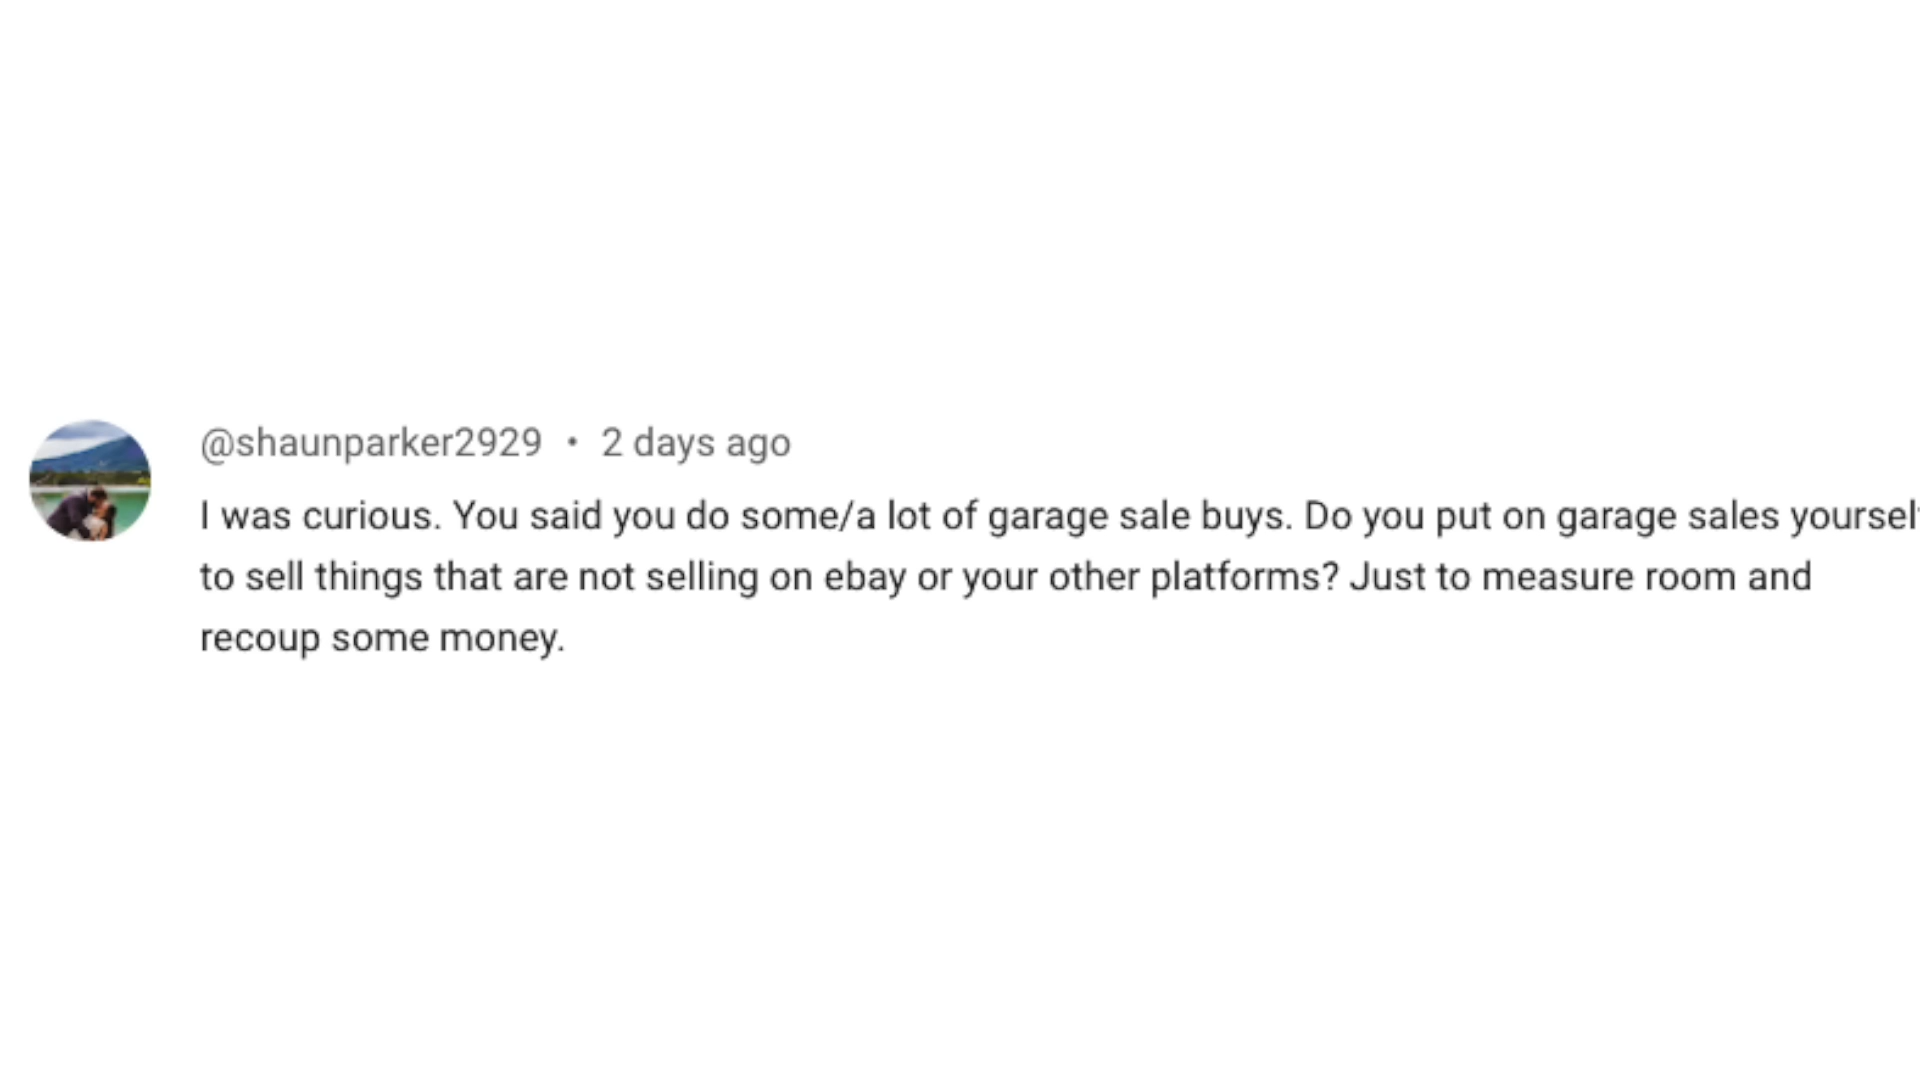 @shaunparker2929 • 2 days ago
I was curious. You said you do some/a lot of garage sale buys. Do you put on garage sales yourself
to sell things that are not selling on ebay or your other platforms? Just to measure room and
recoup some money.